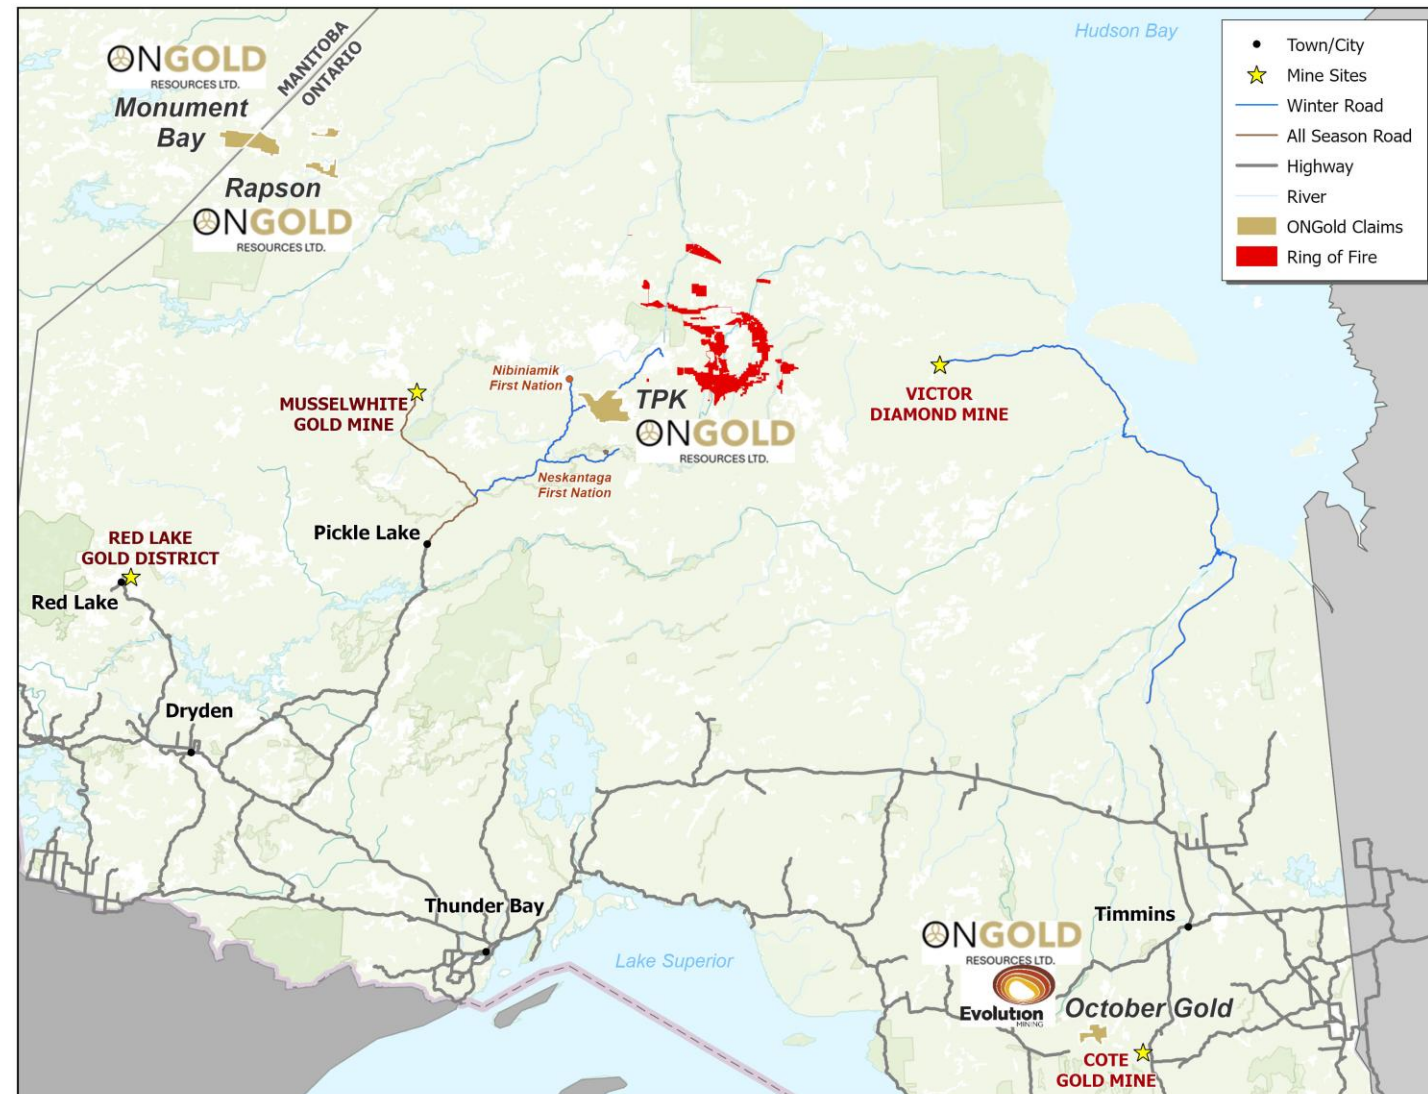 Hudson Bay
Town/City
Mine Sites
Winter Road
All Season Road
Highway
River
ONGold Claims
Ring of Fire
MANITOBA
ONTARIO
ONGOLD
RESOURCES LTD.
Monument
Bay
Rapson
ONGOLD
RESOURCES LTD.
Nibiniamik
First Nation
MUSSELWHITE
GOLD MINE
TPK
ONGOLD
RESOURCES LTD.
VICTOR
DIAMOND MINE
Neskantaga
First Nation
Pickle Lake
RED LAKE
GOLD DISTRICT
Red Lake
Dryden
Thunder Bay
Lake Superior
Timmins
ONGOLD
RESOURCES LTD.
Evolution
MINING
October Gold
COTE
GOLD MINE